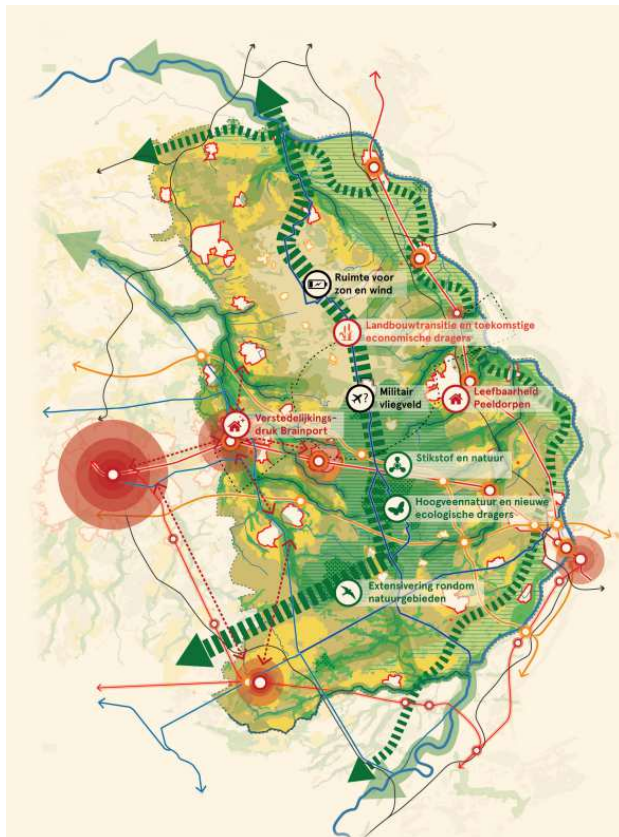 Ruimte voor
zon en wind
Landbouwtransitie en toekomstige
economische dragers
Militair
vliegveld
?
Leefbaarheid
Peeldorpen
Verstedelijkings-
druk Brainport
Stikstof en natuur
Hoogveennatuur en nieuwe
ecologische dragers
Extensivering rondom
natuurgebieden